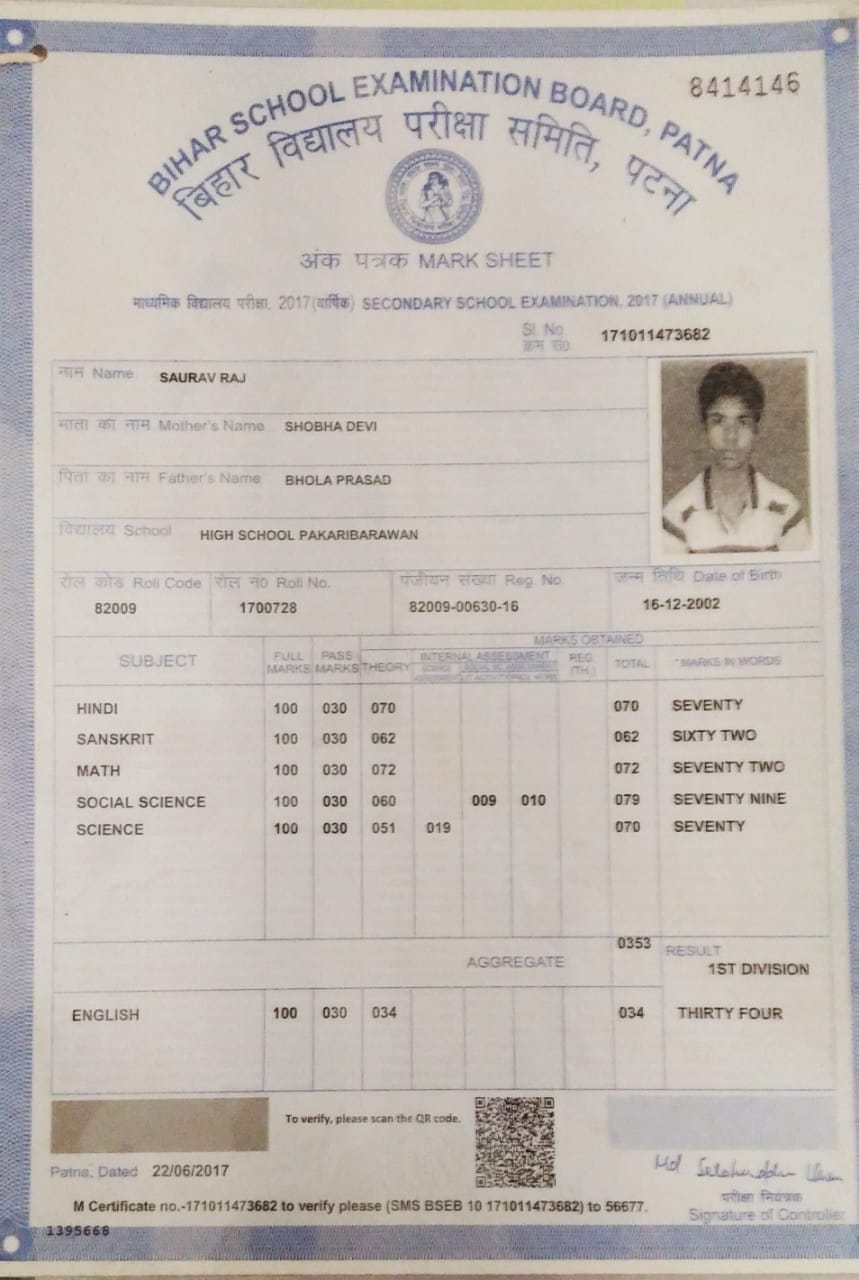 8414146
BIHAR SCHOOL EXAMINATION BOARD, PATNA
बिहार विद्यालय परीक्षा समिति, पटना
अंक पत्रक MARK SHEET
माध्यमिक विद्यालय परीक्षा, 2017 (वार्षिक) SECONDARY SCHOOL EXAMINATION, 2017 (ANNUAL)
Sl. No. 171011473682
क्रम सं०
नाम Name SAURAV RAJ
माता का नाम Mother's Name SHOBHA DEVI
पिता का नाम Father's Name BHOLA PRASAD
विद्यालय School HIGH SCHOOL PAKARIBARAWAN
रोल कोड Roll Code रोल न० Roll No. पंजीयन संख्या Reg. No. जन्म तिथि Date of Birth
82009 1700728 82009-00630-16 16-12-2002
MARKS OBTAINED
SUBJECT FULL MARKS PASS MARKS THEORY INTERNAL ASSESSMENT REG. (TH.) TOTAL MARKS IN WORDS
HINDI 100 030 070 070 SEVENTY
SANSKRIT 100 030 062 062 SIXTY TWO
MATH 100 030 072 072 SEVENTY TWO
SOCIAL SCIENCE 100 030 060 009 010 079 SEVENTY NINE
SCIENCE 100 030 051 019 070 SEVENTY
AGGREGATE 0353 RESULT
1ST DIVISION
ENGLISH 100 030 034 034 THIRTY FOUR
To verify, please scan the QR code.
Patna, Dated 22/06/2017
परीक्षा नियंत्रक
Signature of Controller
M Certificate no.-171011473682 to verify please (SMS BSEB 10 171011473682) to 56677.
1395668